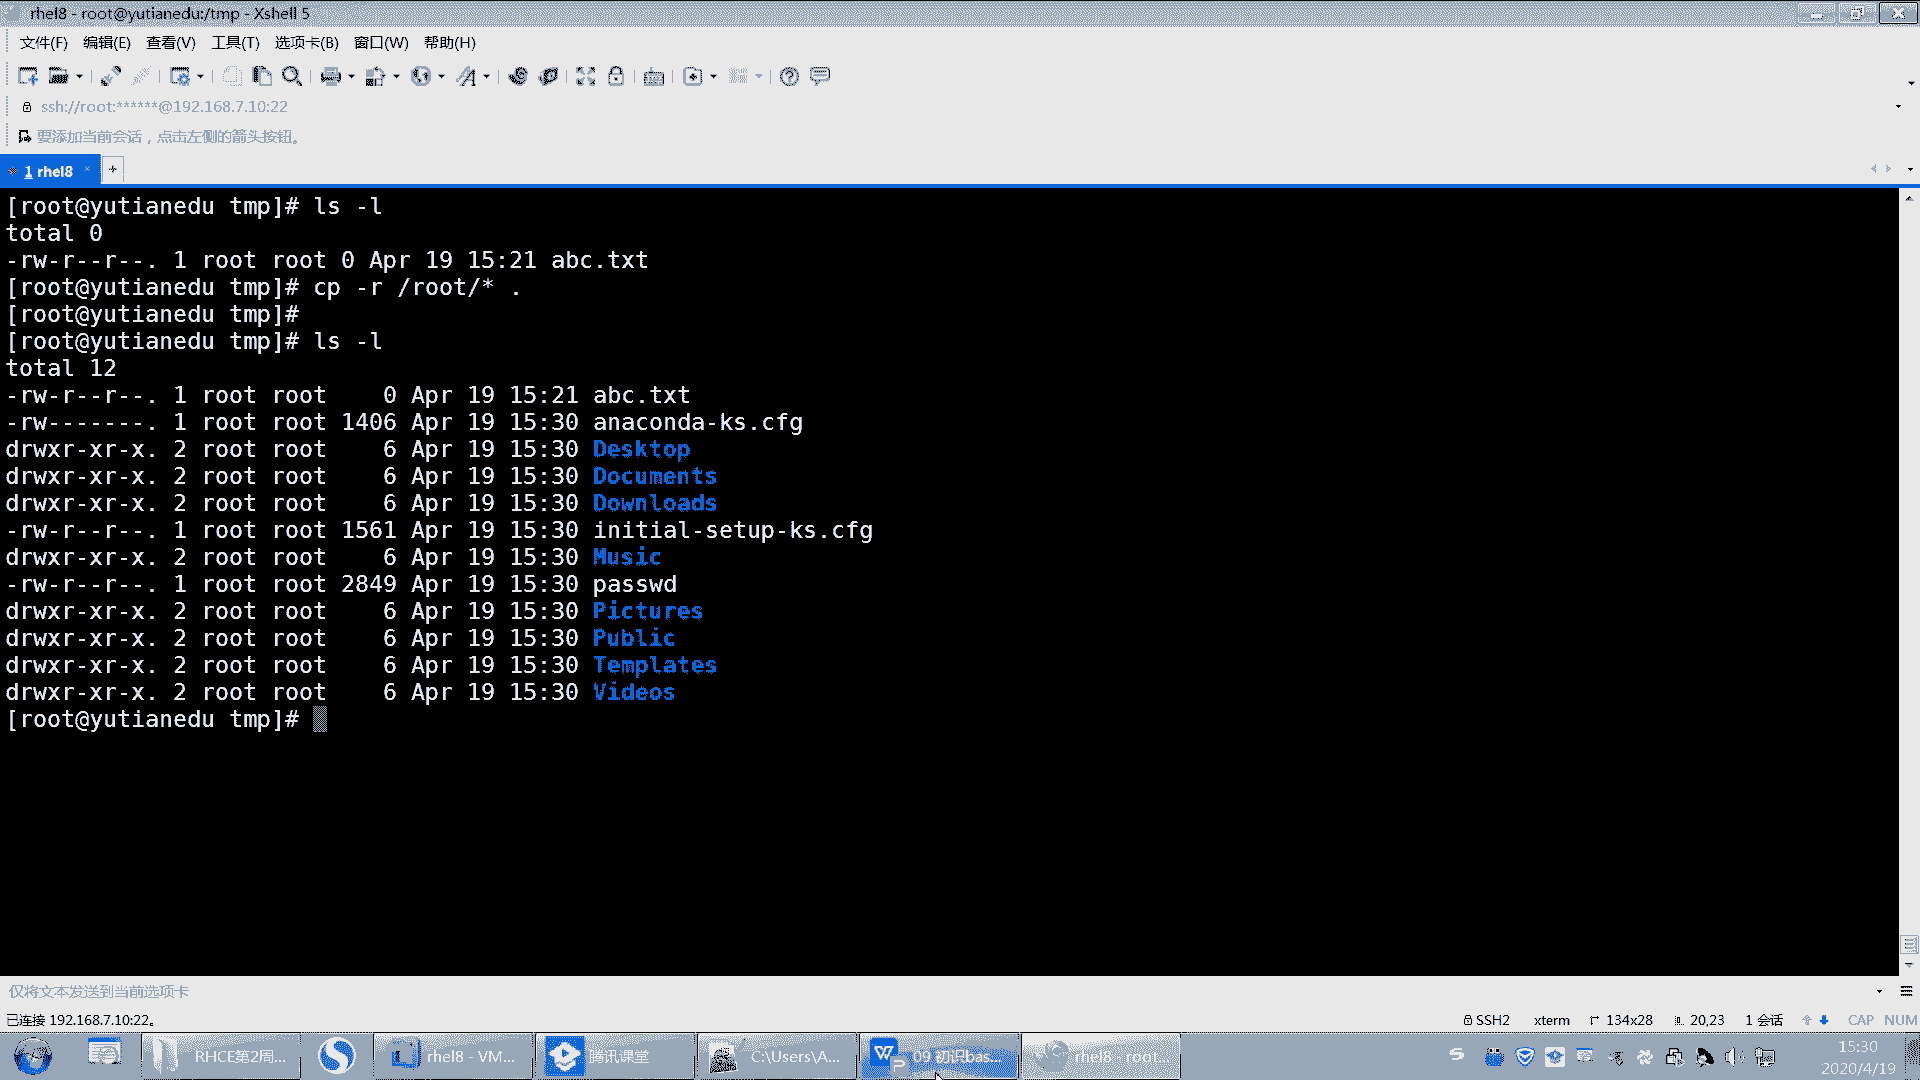 rhel8 - root@yutianedu:/tmp - Xshell 5
文件(F) 编辑(E) 查看(V) 工具(T) 选项卡(B) 窗口(W) 帮助(H)
ssh://root:******@192.168.7.10:22
要添加当前会话，点击左侧的箭头按钮。
1 rhel8
[root@yutianedu tmp]# ls -l
total 0
-rw-r--r--. 1 root root 0 Apr 19 15:21 abc.txt
[root@yutianedu tmp]# cp -r /root/* .
[root@yutianedu tmp]#
[root@yutianedu tmp]# ls -l
total 12
-rw-r--r--. 1 root root    0 Apr 19 15:21 abc.txt
-rw-------. 1 root root 1406 Apr 19 15:30 anaconda-ks.cfg
drwxr-xr-x. 2 root root    6 Apr 19 15:30 Desktop
drwxr-xr-x. 2 root root    6 Apr 19 15:30 Documents
drwxr-xr-x. 2 root root    6 Apr 19 15:30 Downloads
-rw-r--r--. 1 root root 1561 Apr 19 15:30 initial-setup-ks.cfg
drwxr-xr-x. 2 root root    6 Apr 19 15:30 Music
-rw-r--r--. 1 root root 2849 Apr 19 15:30 passwd
drwxr-xr-x. 2 root root    6 Apr 19 15:30 Pictures
drwxr-xr-x. 2 root root    6 Apr 19 15:30 Public
drwxr-xr-x. 2 root root    6 Apr 19 15:30 Templates
drwxr-xr-x. 2 root root    6 Apr 19 15:30 Videos
[root@yutianedu tmp]#
仅将文本发送到当前选项卡
已连接 192.168.7.10:22。 SSH2 xterm 134x28 20,23 1 会话 CAP NUM
RHCE第2周... rhel8 - VM... 腾讯课堂 C:\Users\A... 09 初识bas... rhel8 - root... 15:30
2020/4/19